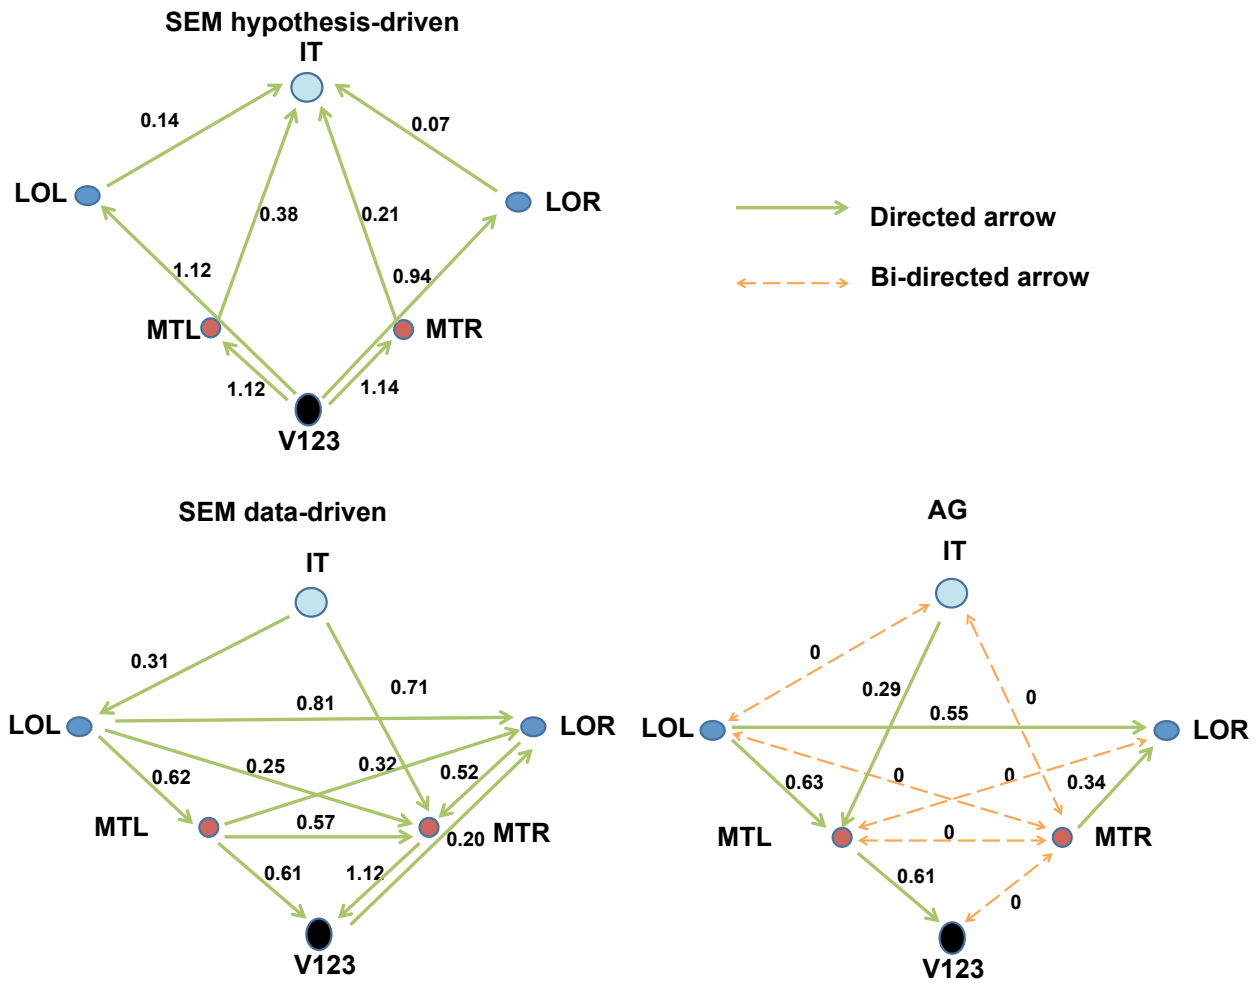 SEM hypothesis-driven
IT
0.14
0.07
LOL
LOR
0.38
0.21
1.12
0.94
MTL
MTR
1.12
1.14
V123
Directed arrow
Bi-directed arrow
SEM data-driven
IT
0.31
0.71
0.81
LOL
LOR
0.62
0.25
0.32
0.52
MTL
0.57
0.20
MTR
0.61
1.12
V123
AG
IT
0
0.29
0
0.55
LOL
LOR
0.63
0
0
0.34
MTL
0
MTR
0.61
0
V123